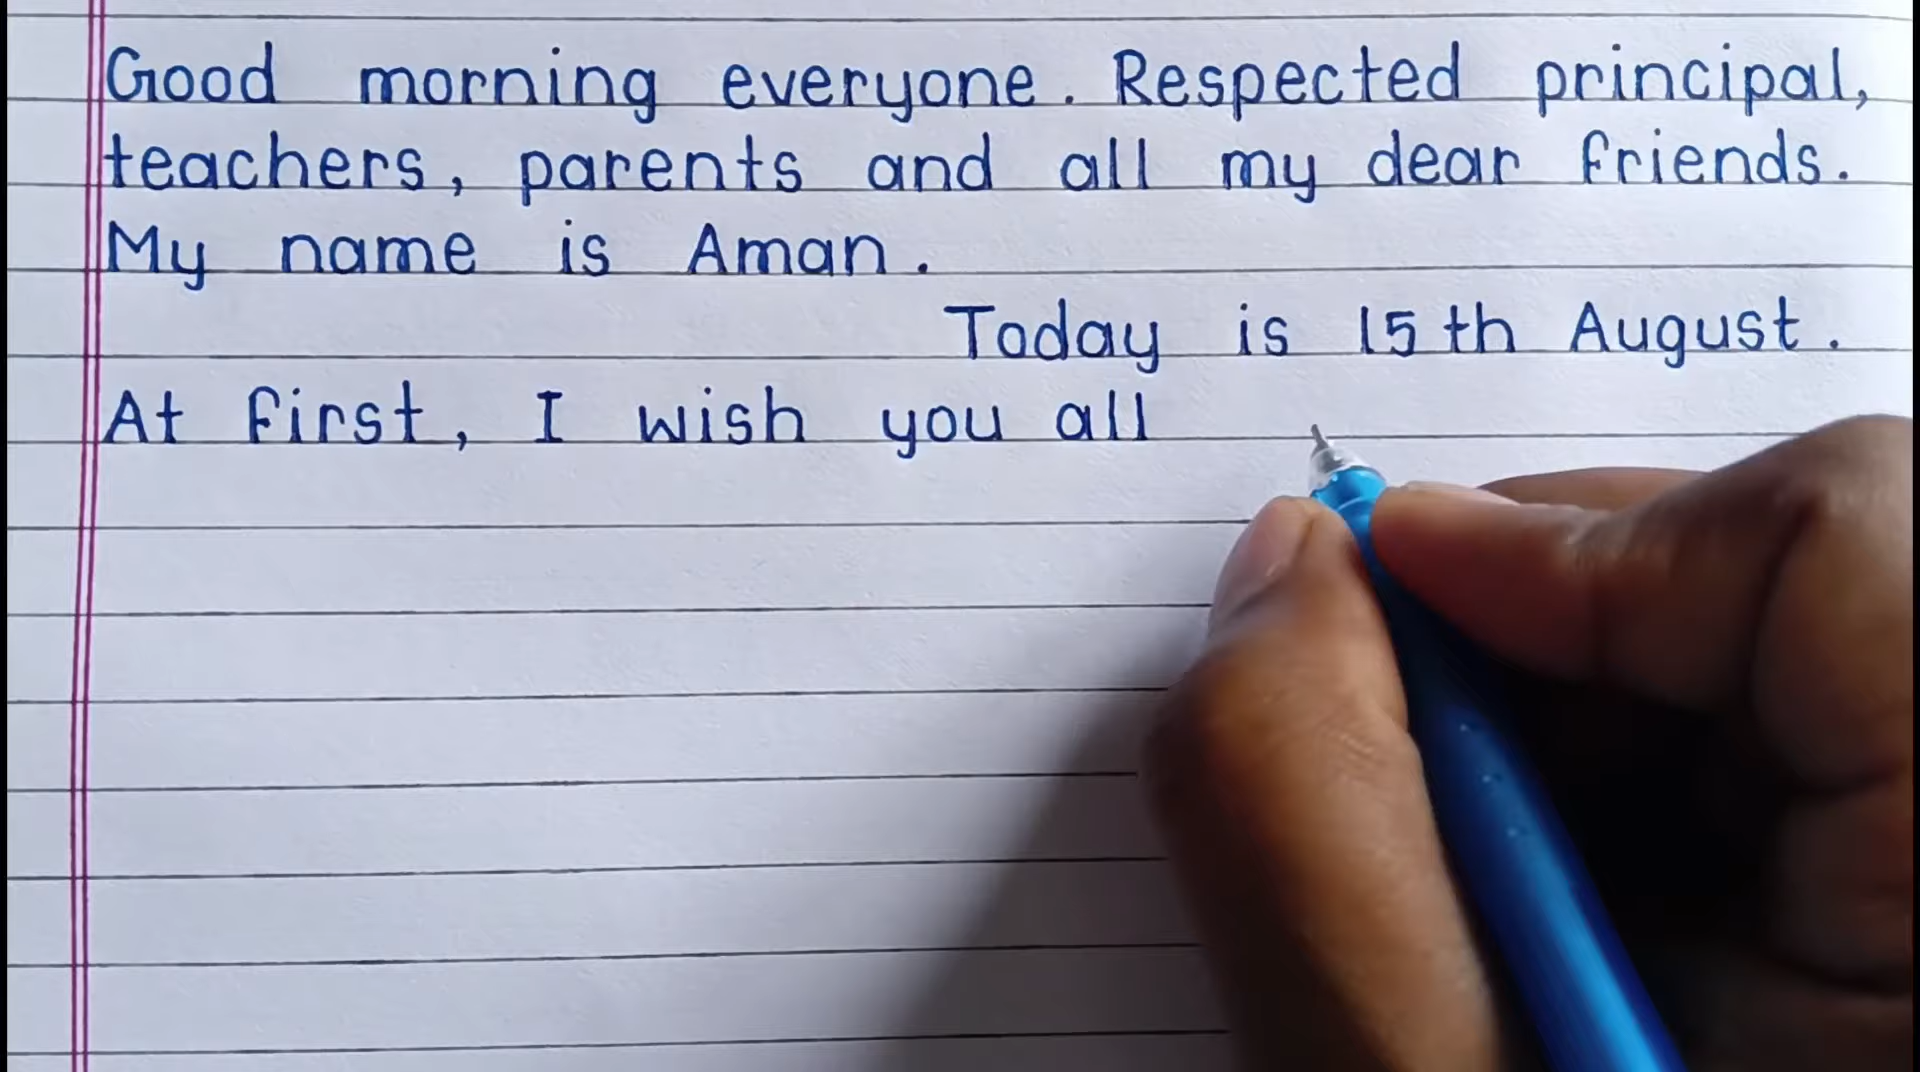 Good morning everyone. Respected principal,
teachers, parents and all my dear friends.
My name is Aman.
Today is 15th August.
At first, I wish you all